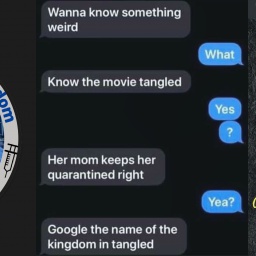 Wanna know something
weird
What
Know the movie tangled
Yes
?
Her mom keeps her
quarantined right
Yea?
Google the name of the
kingdom in tangled